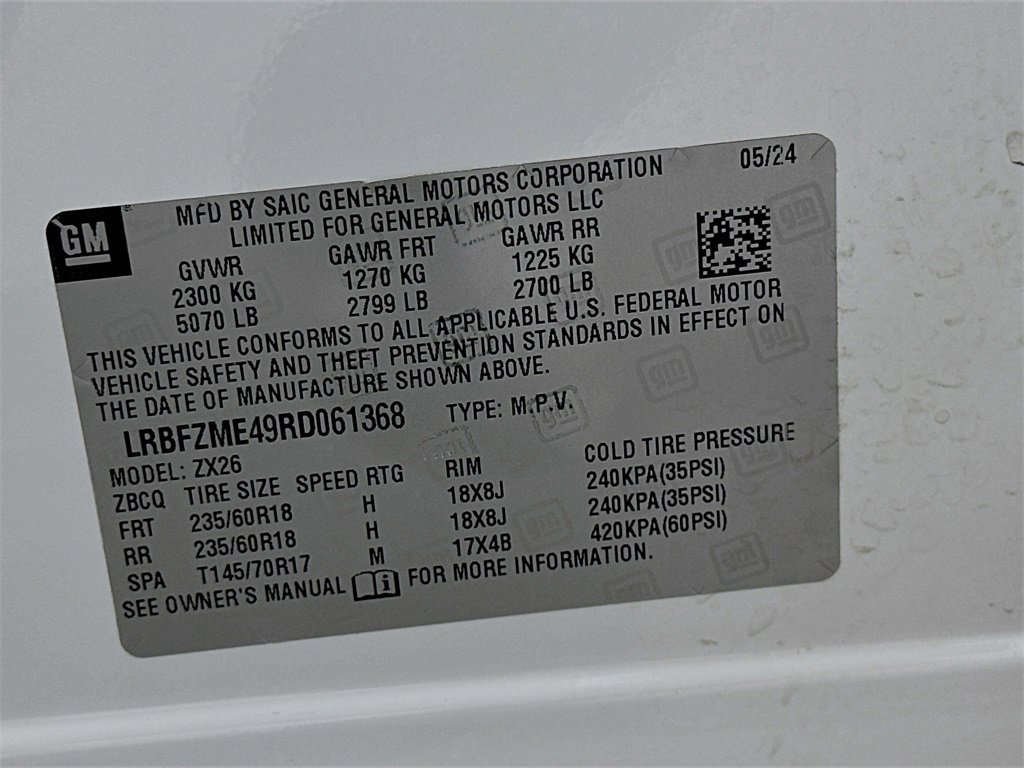 GM
05/24
MFD BY SAIC GENERAL MOTORS CORPORATION
LIMITED FOR GENERAL MOTORS LLC
GVWR GAWR FRT GAWR RR
2300 KG 1270 KG 1225 KG
5070 LB 2799 LB 2700 LB
THIS VEHICLE CONFORMS TO ALL APPLICABLE U.S. FEDERAL MOTOR
VEHICLE SAFETY AND THEFT PREVENTION STANDARDS IN EFFECT ON
THE DATE OF MANUFACTURE SHOWN ABOVE.
LRBFZME49RD061368 TYPE: M.P.V.
MODEL: ZX26
ZBCQ TIRE SIZE SPEED RTG RIM COLD TIRE PRESSURE
FRT 235/60R18 H 18X8J 240KPA(35PSI)
RR 235/60R18 H 18X8J 240KPA(35PSI)
SPA T145/70R17 M 17X4B 420KPA(60PSI)
SEE OWNER'S MANUAL i FOR MORE INFORMATION.